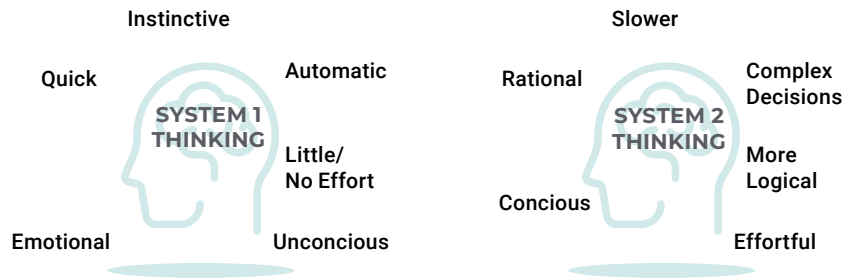 Instinctive
Quick
Automatic
SYSTEM 1
THINKING
Little/
No Effort
Emotional
Unconcious
Slower
Rational
Complex
Decisions
SYSTEM 2
THINKING
More
Logical
Concious
Effortful